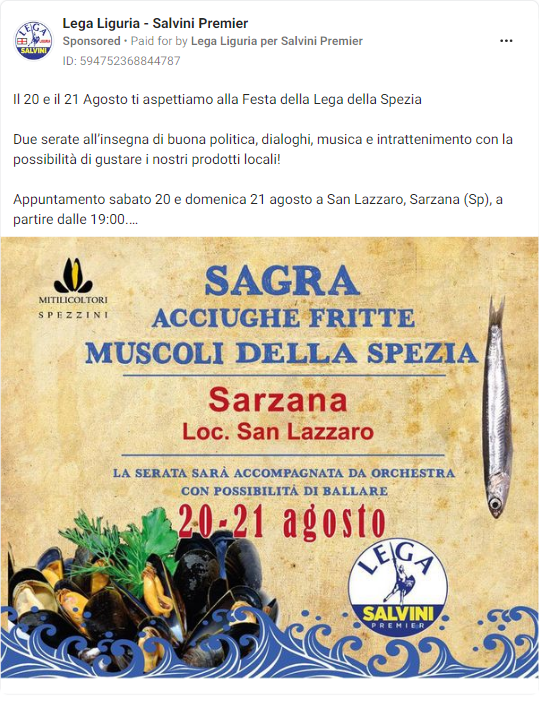 Lega Liguria - Salvini Premier
Sponsored • Paid for by Lega Liguria per Salvini Premier
ID: 594752368844787
Il 20 e il 21 Agosto ti aspettiamo alla Festa della Lega della Spezia
Due serate all'insegna di buona politica, dialoghi, musica e intrattenimento con la
possibilità di gustare i nostri prodotti locali!
Appuntamento sabato 20 e domenica 21 agosto a San Lazzaro, Sarzana (Sp), a
partire dalle 19:00....
MITILICOLTORI
SPEZZINI
SAGRA
ACCIUGHE FRITTE
MUSCOLI DELLA SPEZIA
Sarzana
Loc. San Lazzaro
LA SERATA SARÀ ACCOMPAGNATA DA ORCHESTRA
CON POSSIBILITÀ DI BALLARE
20-21 agosto
LEGA
SALVINI
PREMIER